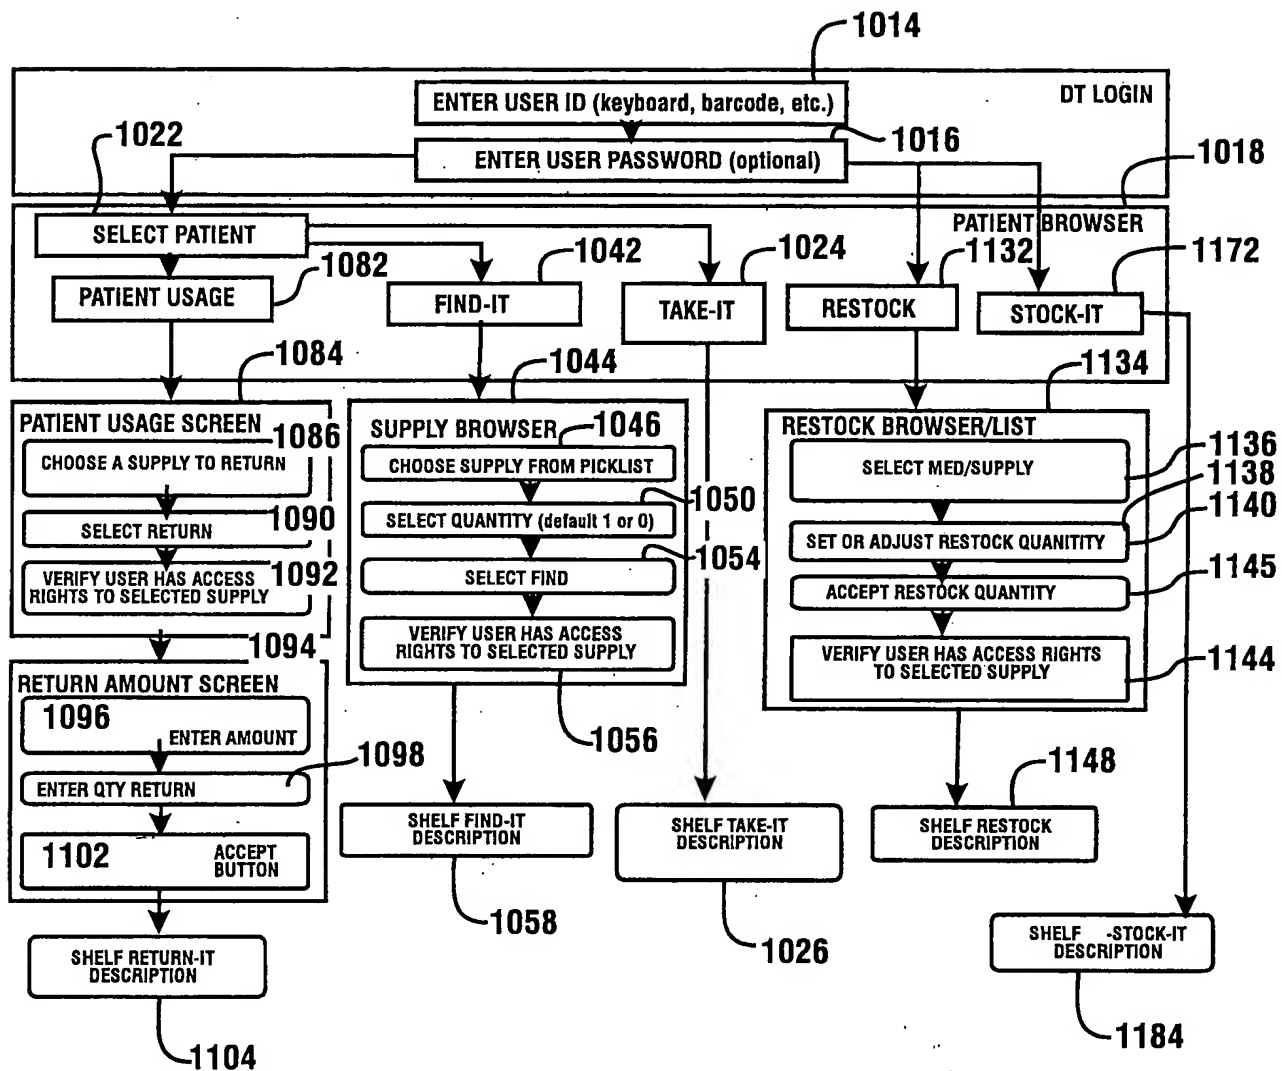 1014
ENTER USER ID (keyboard, barcode, etc.)
DT LOGIN
1022
1016
ENTER USER PASSWORD (optional)
1018
SELECT PATIENT
PATIENT BROWSER
1082
1042
1024
1132
1172
PATIENT USAGE
FIND-IT
TAKE-IT
RESTOCK
STOCK-IT
1084
1044
1134
PATIENT USAGE SCREEN
1086
CHOOSE A SUPPLY TO RETURN
1090
SELECT RETURN
1092
VERIFY USER HAS ACCESS
RIGHTS TO SELECTED SUPPLY
1094
RETURN AMOUNT SCREEN
1096
ENTER AMOUNT
1098
ENTER QTY RETURN
1102
ACCEPT
BUTTON
SHELF RETURN-IT
DESCRIPTION
1104
SUPPLY BROWSER
1046
CHOOSE SUPPLY FROM PICKLIST
1050
SELECT QUANTITY (default 1 or 0)
1054
SELECT FIND
VERIFY USER HAS ACCESS
RIGHTS TO SELECTED SUPPLY
1056
SHELF FIND-IT
DESCRIPTION
1058
SHELF TAKE-IT
DESCRIPTION
1026
RESTOCK BROWSER/LIST
1136
SELECT MED/SUPPLY
1138
1140
SET OR ADJUST RESTOCK QUANITITY
1145
ACCEPT RESTOCK QUANTITY
VERIFY USER HAS ACCESS RIGHTS
TO SELECTED SUPPLY
1144
1148
SHELF RESTOCK
DESCRIPTION
SHELF -STOCK-IT
DESCRIPTION
1184